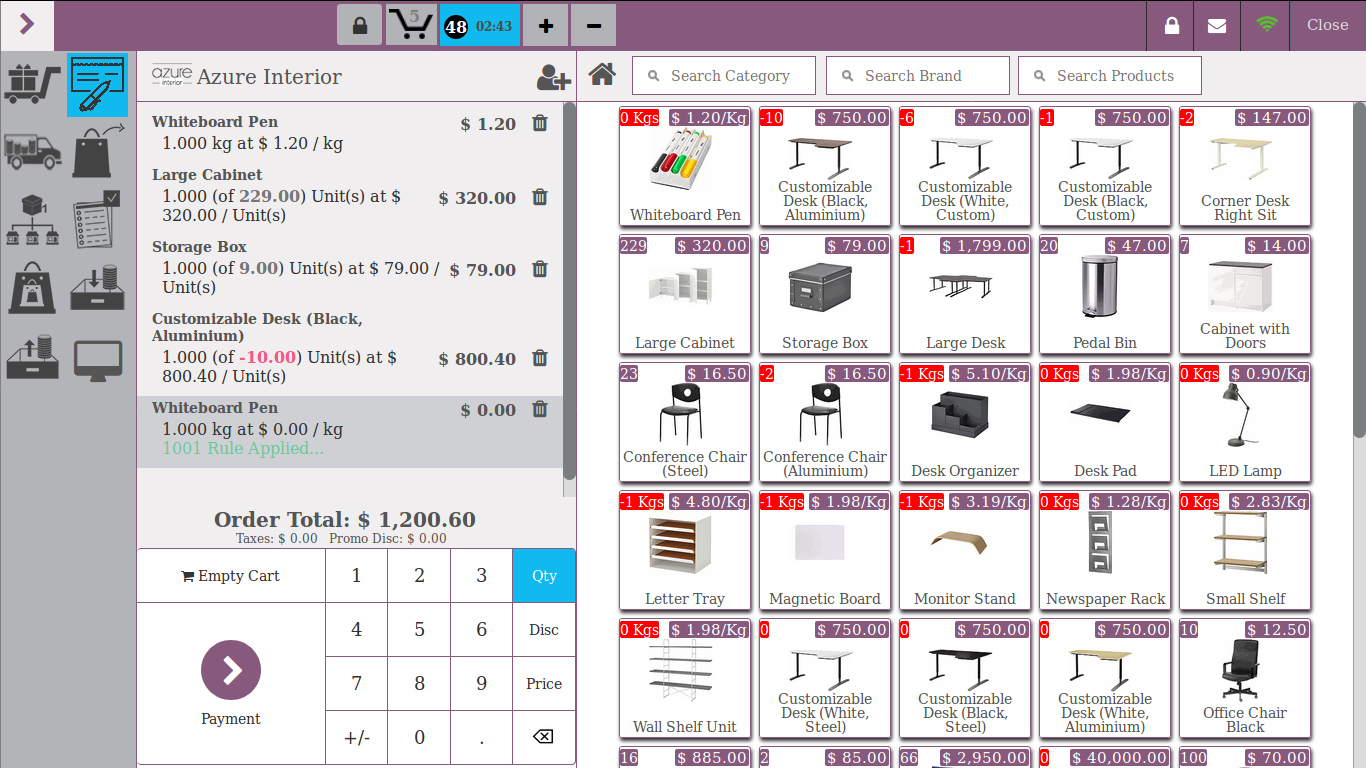 5
48
02:43
+
−
Close
azure
interior
Azure Interior
Search Category
Search Brand
Search Products
Whiteboard Pen
$ 1.20
1.000 kg at $ 1.20 / kg
Large Cabinet
1.000 (of 229.00) Unit(s) at $
320.00 / Unit(s)
$ 320.00
Storage Box
1.000 (of 9.00) Unit(s) at $ 79.00 /
Unit(s)
$ 79.00
Customizable Desk (Black,
Aluminium)
1.000 (of -10.00) Unit(s) at $
800.40 / Unit(s)
$ 800.40
Whiteboard Pen
$ 0.00
1.000 kg at $ 0.00 / kg
1001 Rule Applied...
Order Total: $ 1,200.60
Taxes: $ 0.00 Promo Disc: $ 0.00
Empty Cart
1 2 3 Qty
4 5 6 Disc
7 8 9 Price
+/- 0 .
Payment
0 Kgs $ 1.20/Kg
Whiteboard Pen
-10 $ 750.00
Customizable
Desk (Black,
Aluminium)
-6 $ 750.00
Customizable
Desk (White,
Custom)
-1 $ 750.00
Customizable
Desk (Black,
Custom)
-2 $ 147.00
Corner Desk
Right Sit
229 $ 320.00
Large Cabinet
9 $ 79.00
Storage Box
-1 $ 1,799.00
Large Desk
20 $ 47.00
Pedal Bin
7 $ 14.00
Cabinet with
Doors
23 $ 16.50
Conference Chair
(Steel)
-2 $ 16.50
Conference Chair
(Aluminium)
-1 Kgs $ 5.10/Kg
Desk Organizer
0 Kgs $ 1.98/Kg
Desk Pad
0 Kgs $ 0.90/Kg
LED Lamp
-1 Kgs $ 4.80/Kg
Letter Tray
-1 Kgs $ 1.98/Kg
Magnetic Board
-1 Kgs $ 3.19/Kg
Monitor Stand
0 Kgs $ 1.28/Kg
Newspaper Rack
0 Kgs $ 2.83/Kg
Small Shelf
0 Kgs $ 1.98/Kg
Wall Shelf Unit
0 $ 750.00
Customizable
Desk (White,
Steel)
0 $ 750.00
Customizable
Desk (Black,
Steel)
0 $ 750.00
Customizable
Desk (White,
Aluminium)
10 $ 12.50
Office Chair
Black
16 $ 885.00
2 $ 85.00
66 $ 2,950.00
0 $ 40,000.00
100 $ 70.00